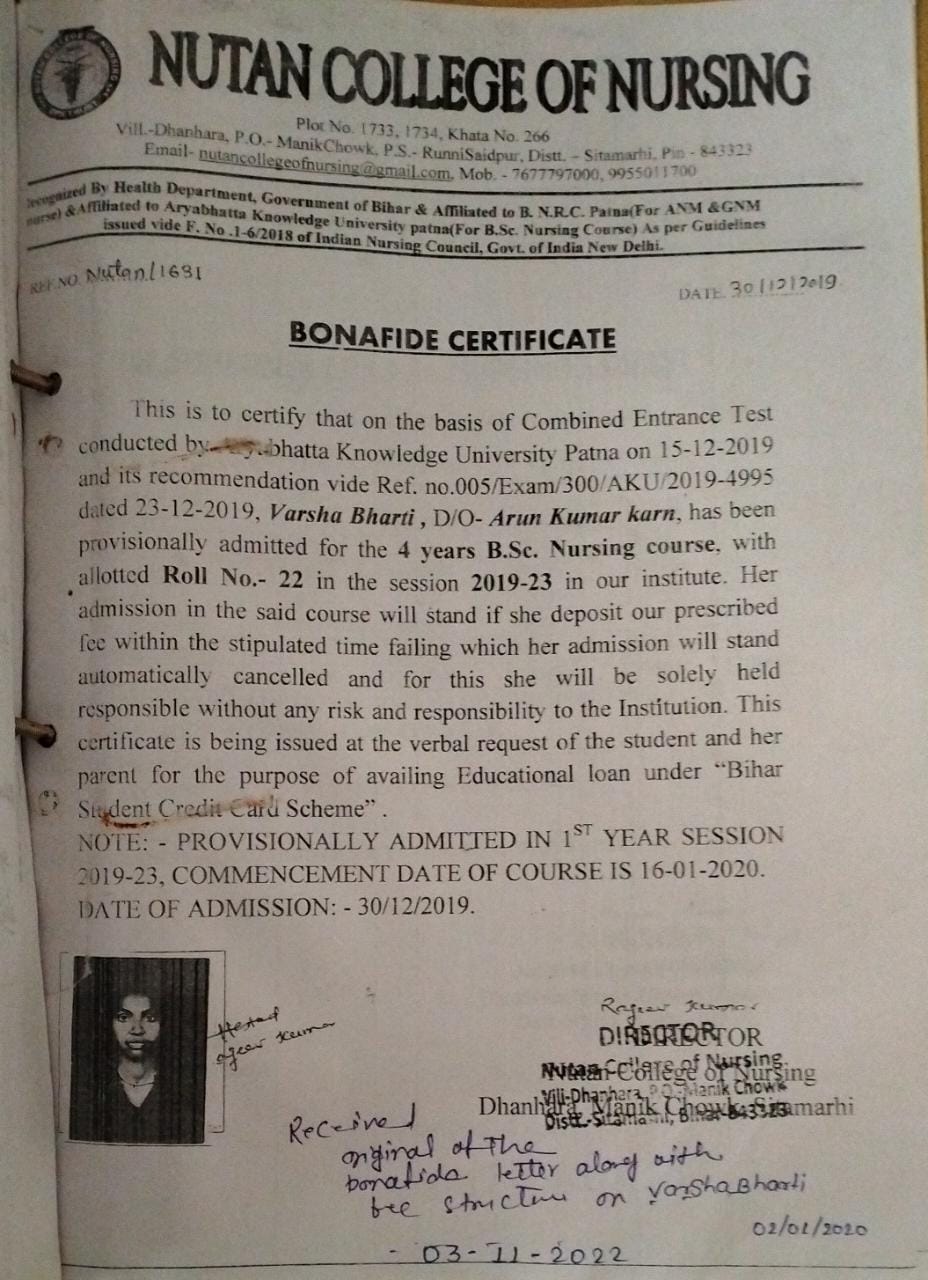 NUTAN COLLEGE OF NURSING
Plot No. 1733, 1734, Khata No. 266
Vill.-Dhanhara, P.O.- ManikChowk, P.S.- RunniSaidpur, Distt. - Sitamarhi, Pin - 843323
Email- nutancollegeofnursing@gmail.com, Mob. - 7677797000, 9955011700
ecognized By Health Department, Government of Bihar & Affiliated to B. N.R.C. Patna(For ANM &GNM
nurse) &Affiliated to Aryabhatta Knowledge University patna(For B.Sc. Nursing Course) As per Guidelines
issued vide F. No .1-6/2018 of Indian Nursing Council, Govt. of India New Delhi.
REF.NO. Nutan/1631
DATE. 30/12/2019
BONAFIDE CERTIFICATE
This is to certify that on the basis of Combined Entrance Test
conducted by bhatta Knowledge University Patna on 15-12-2019
and its recommendation vide Ref. no.005/Exam/300/AKU/2019-4995
dated 23-12-2019, Varsha Bharti , D/O- Arun Kumar karn, has been
provisionally admitted for the 4 years B.Sc. Nursing course, with
allotted Roll No.- 22 in the session 2019-23 in our institute. Her
admission in the said course will stand if she deposit our prescribed
fee within the stipulated time failing which her admission will stand
automatically cancelled and for this she will be solely held
responsible without any risk and responsibility to the Institution. This
certificate is being issued at the verbal request of the student and her
parent for the purpose of availing Educational loan under “Bihar
Student Credit Card Scheme” .
NOTE: - PROVISIONALLY ADMITTED IN 1ST YEAR SESSION
2019-23, COMMENCEMENT DATE OF COURSE IS 16-01-2020.
DATE OF ADMISSION: - 30/12/2019.
Rajeev Kumar
DIRECTOR
DIRECTOR
Nutan College of Nursing
Nutan College of Nursing
Vill-Dhanhara, P.O-Manik Chowk
Dhanhara, Manik Chowk, Sitamarhi
Distt.-Sitamarhi, Bihar-843323
Received
original of the
bonafide letter along with
fee structure on VarshaBharti
02/01/2020
- 03-11-2022